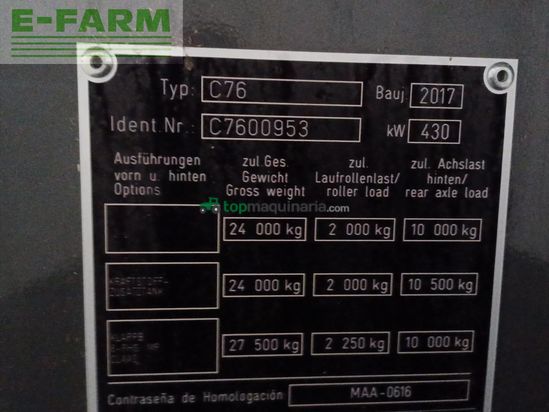 E-FARM
Typ: C76 Bauj 2017
Ident.Nr.: C7600953 kW 430
Ausführungen vorn u. hinten Options
zul. Ges. Gewicht Gross weight
zul. Laufrollenlast/ roller load
zul. Achslast hinten/ rear axle load
topmaquinaria.com
24 000 kg 2 000 kg 10 000 kg
KRAFTSTOFF- ZUSATZTANK
24 000 kg 2 000 kg 10 500 kg
27 500 kg 2 250 kg 10 000 kg
Contraseña de Homologación MAA-0616